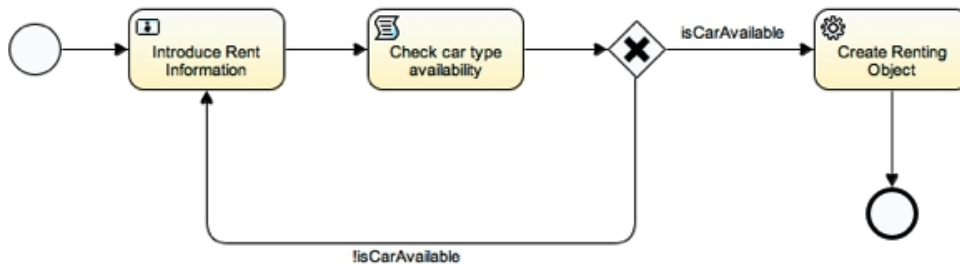 isCarAvailable
Introduce Rent
Information
Check car type
availability
Create Renting
Object
!isCarAvailable